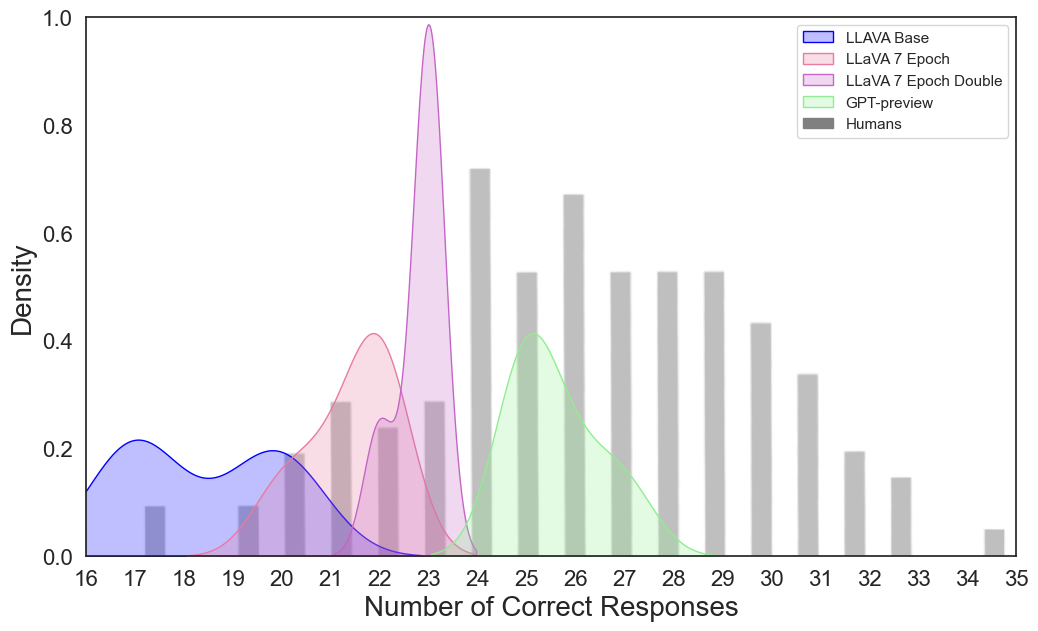 1.0
0.8
0.6
0.4
0.2
0.0
Density
LLAVA Base
LLaVA 7 Epoch
LLaVA 7 Epoch Double
GPT-preview
Humans
16 17 18 19 20 21 22 23 24 25 26 27 28 29 30 31 32 33 34 35
Number of Correct Responses